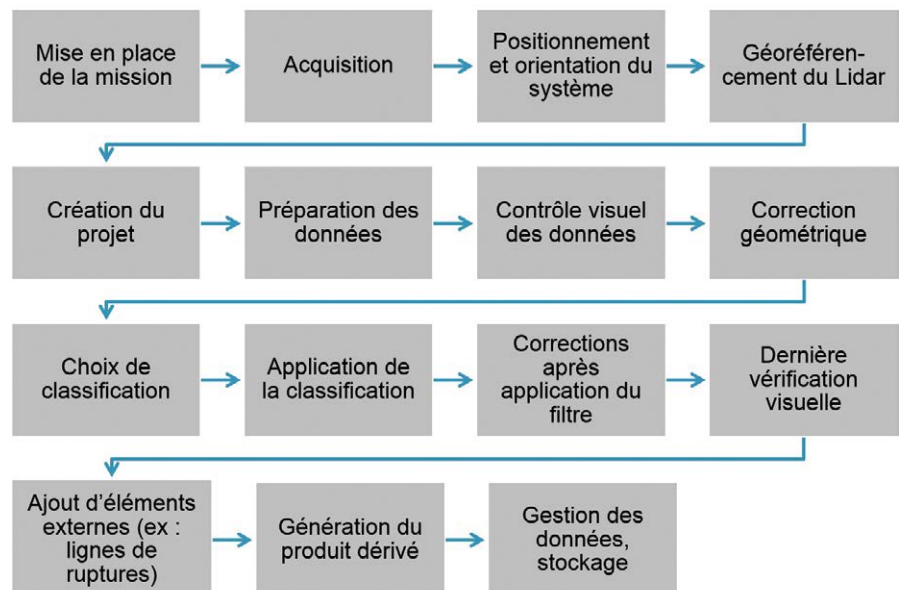 Mise en place
de la mission
Acquisition
Positionnement
et orientation du
système
Géoréféren-
cement du Lidar
Création du
projet
Préparation des
données
Contrôle visuel
des données
Correction
géométrique
Choix de
classification
Application de
la classification
Corrections
après
application du
filtre
Dernière
vérification
visuelle
Ajout d’éléments
externes (ex :
lignes de
ruptures)
Génération du
produit dérivé
Gestion des
données,
stockage